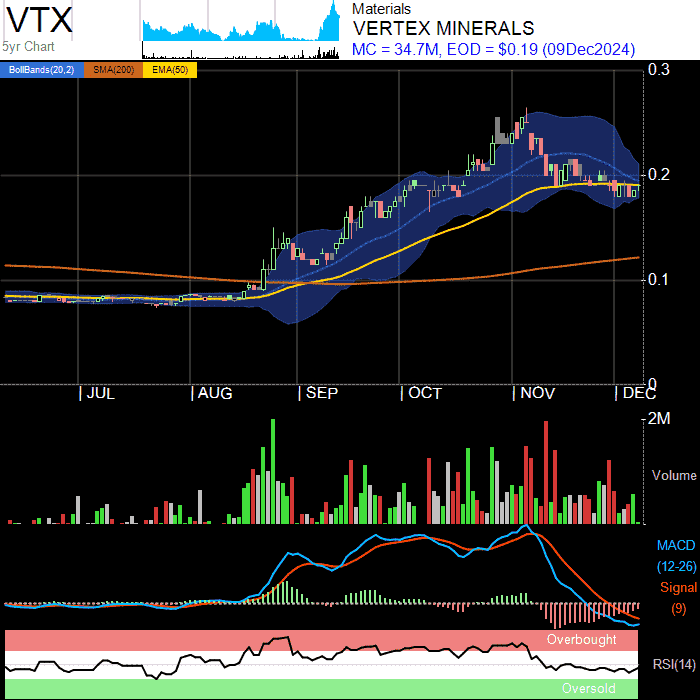 VTX
5yr Chart
Materials
VERTEX MINERALS
MC = 34.7M, EOD = $0.19 (09Dec2024)
BollBands(20,2) SMA(200) EMA(50)
0.3
0.2
0.1
0
| JUL | AUG | SEP | OCT | NOV | DEC
2M
Volume
MACD
(12-26)
Signal
(9)
Overbought
RSI(14)
Oversold